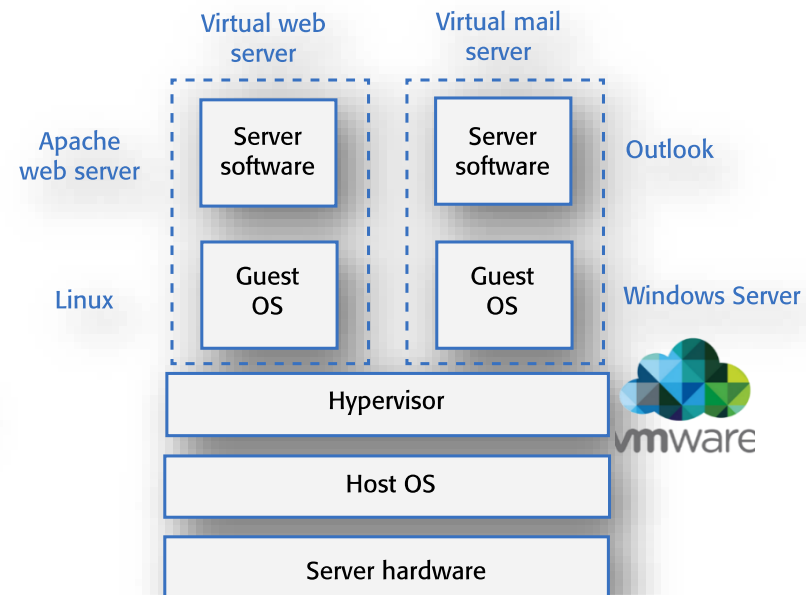 Virtual web
server
Virtual mail
server
Apache
web server
Server
software
Server
software
Outlook
Linux
Guest
OS
Guest
OS
Windows Server
Hypervisor
vmware
Host OS
Server hardware